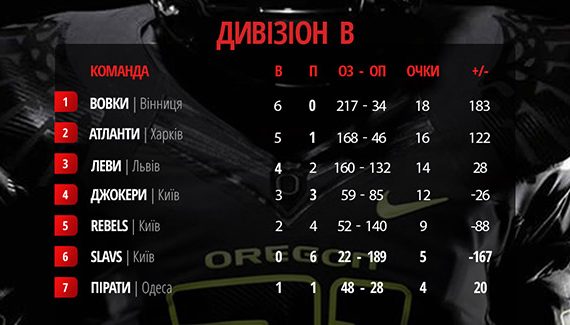 ДИВІЗІОН В
КОМАНДА В П ОЗ - ОП ОЧКИ +/-
1 ВОВКИ | Вінниця 6 0 217 - 34 18 183
2 АТЛАНТИ | Харків 5 1 168 - 46 16 122
3 ЛЕВИ | Львів 4 2 160 - 132 14 28
4 ДЖОКЕРИ | Київ 3 3 59 - 85 12 -26
5 REBELS | Київ 2 4 52 - 140 9 -88
6 SLAVS | Київ 0 6 22 - 189 5 -167
OREGON
7 ПІРАТИ | Одеса 1 1 48 - 28 4 20